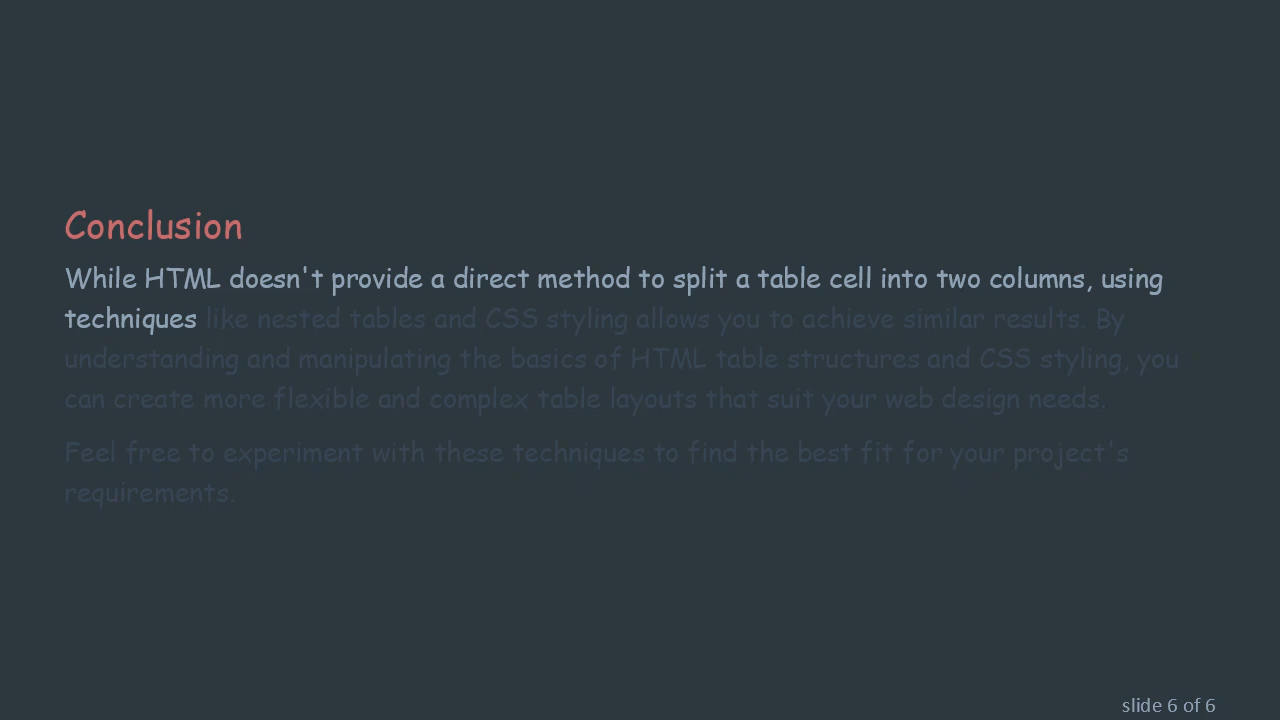 Conclusion
While HTML doesn't provide a direct method to split a table cell into two columns, using
techniques like nested tables and CSS styling allows you to achieve similar results. By
understanding and manipulating the basics of HTML table structures and CSS styling, you
can create more flexible and complex table layouts that suit your web design needs.
Feel free to experiment with these techniques to find the best fit for your project's
requirements.
slide 6 of 6